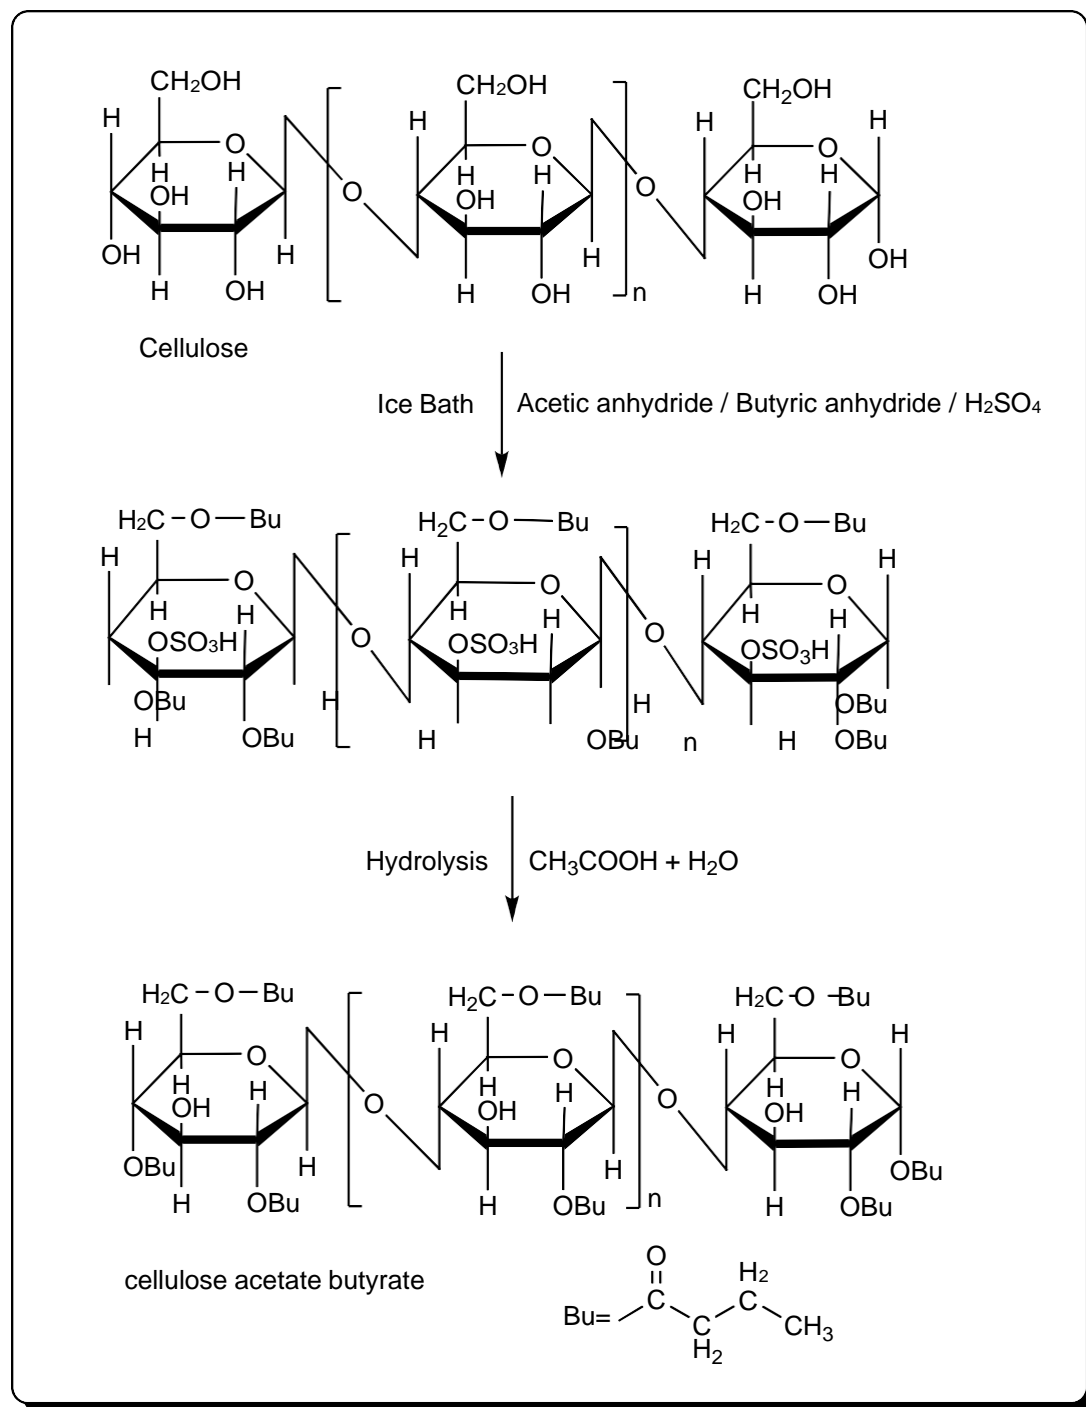 CH₂OH CH₂OH CH₂OH
H H H H
O O O
H H H H H H
OH O OH O OH
OH H H OH
H OH H OH n H OH
Cellulose
Ice Bath Acetic anhydride / Butyric anhydride / H₂SO₄
H₂C-O-Bu H₂C-O-Bu H₂C-O-Bu
H H H H
O O O
H H H H H H
OSO₃H O OSO₃H O OSO₃H
OBu H H OBu
H OBu H OBu n H OBu
Hydrolysis CH₃COOH + H₂O
H₂C-O-Bu H₂C-O-Bu H₂C-O-Bu
H H H H
O O O
H H H H H H
OH O OH O OH
OBu H H OBu
H OBu H OBu n H OBu
O
cellulose acetate butyrate H₂
Bu= C C
C CH₃
H₂